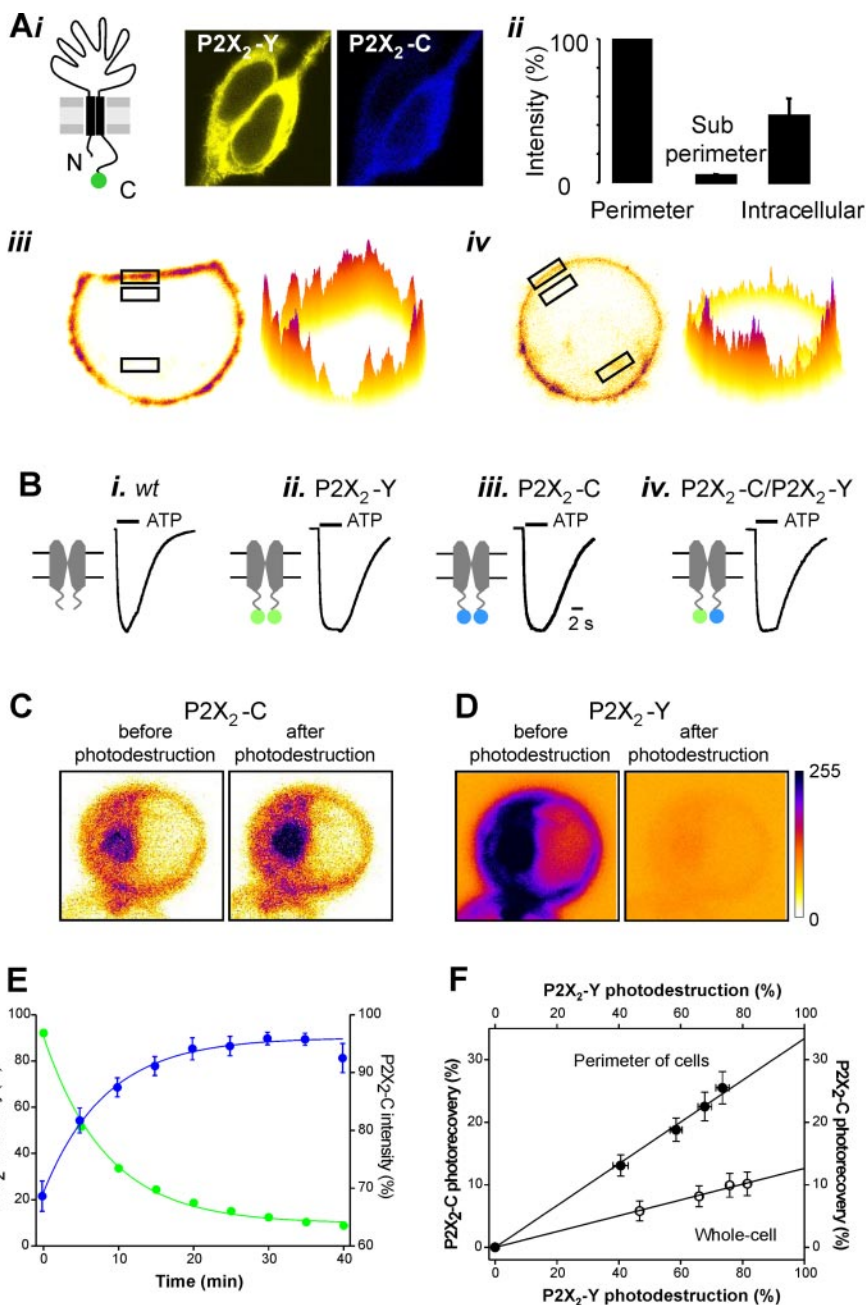 A i
P2X2-Y
P2X2-C
N
C
ii
Intensity (%)
100
0
Sub
perimeter
Perimeter
Intracellular
iii
iv
B
i. wt
ATP
ii. P2X2-Y
ATP
iii. P2X2-C
ATP
2 s
iv. P2X2-C/P2X2-Y
ATP
C
P2X2-C
before
photodestruction
after
photodestruction
D
P2X2-Y
before
photodestruction
after
photodestruction
255
0
E
100
80
60
40
20
0
0 10 20 30 40
Time (min)
100
90
80
70
60
P2X2-C intensity
(%)
F
P2X2-Y photodestruction (%)
0 20 40 60 80 100
P2X2-C photorecovery (%)
30
20
10
0
Perimeter of cells
Whole-cell
30
20
10
0
P2X2-C photorecovery (%)
0 20 40 60 80 100
P2X2-Y photodestruction (%)